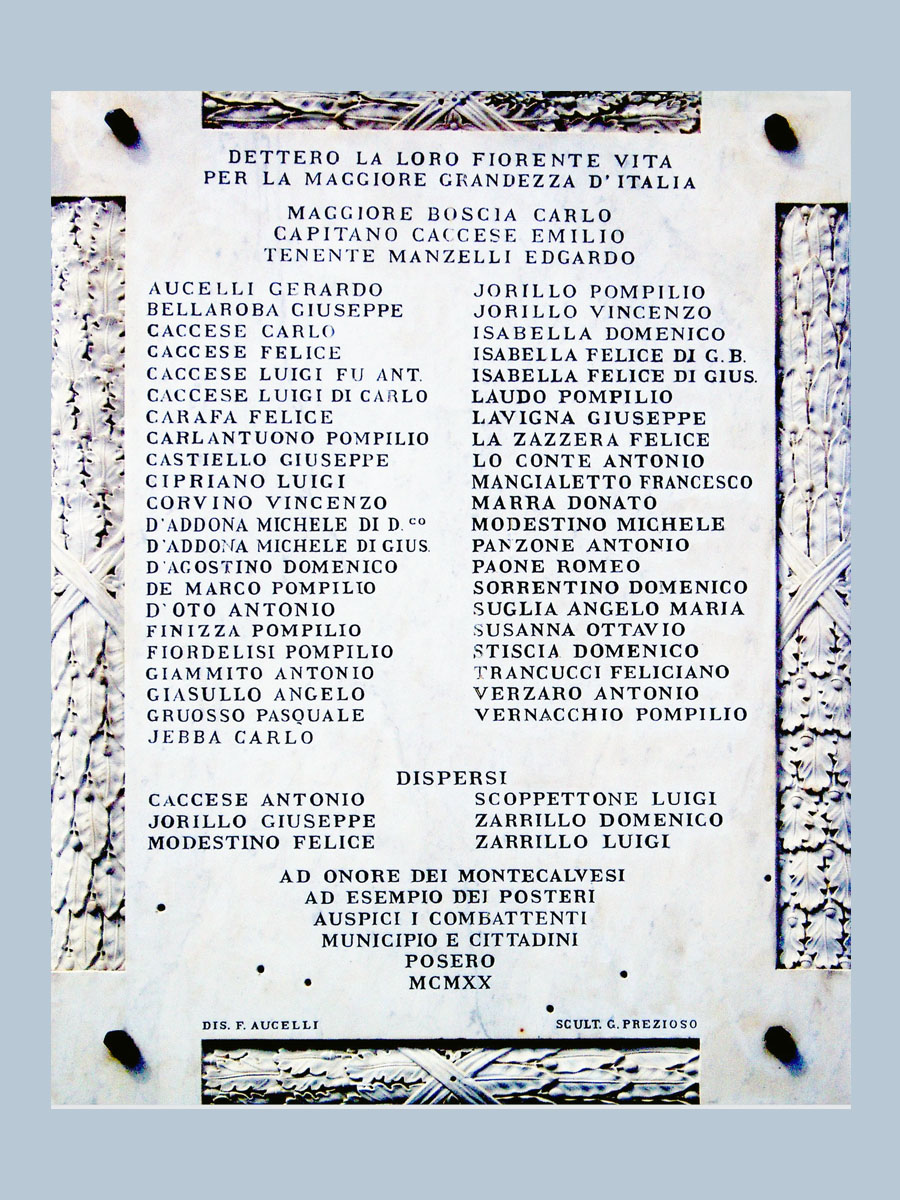 DETTERO LA LORO FIORENTE VITA
PER LA MAGGIORE GRANDEZZA D'ITALIA
MAGGIORE BOSCIA CARLO
CAPITANO CACCESE EMILIO
TENENTE MANZELLI EDGARDO
AUCELLI GERARDO
BELLAROBA GIUSEPPE
CACCESE CARLO
CACCESE FELICE
CACCESE LUIGI FU ANT.
CACCESE LUIGI DI CARLO
CARAFA FELICE
CARLANTUONO POMPILIO
CASTIELLO GIUSEPPE
CIPRIANO LUIGI
CORVINO VINCENZO
D'ADDONA MICHELE DI D.co
D'ADDONA MICHELE DI GIUS.
D'AGOSTINO DOMENICO
DE MARCO POMPILIO
D'OTO ANTONIO
FINIZZA POMPILIO
FIORDELISI POMPILIO
GIAMMITO ANTONIO
GIASULLO ANGELO
GRUOSSO PASQUALE
JEBBA CARLO
JORILLO POMPILIO
JORILLO VINCENZO
ISABELLA DOMENICO
ISABELLA FELICE DI G.B.
ISABELLA FELICE DI GIUS.
LAUDO POMPILIO
LAVIGNA GIUSEPPE
LA ZAZZERA FELICE
LO CONTE ANTONIO
MANGIALETTO FRANCESCO
MARRA DONATO
MODESTINO MICHELE
PANZONE ANTONIO
PAONE ROMEO
SORRENTINO DOMENICO
SUGLIA ANGELO MARIA
SUSANNA OTTAVIO
STISCIA DOMENICO
TRANCUCCI FELICIANO
VERZARO ANTONIO
VERNACCHIO POMPILIO
DISPERSI
CACCESE ANTONIO
JORILLO GIUSEPPE
MODESTINO FELICE
SCOPPETTONE LUIGI
ZARRILLO DOMENICO
ZARRILLO LUIGI
AD ONORE DEI MONTECALVESI
AD ESEMPIO DEI POSTERI
AUSPICI I COMBATTENTI
MUNICIPIO E CITTADINI
POSERO
MCMXX
DIS. F. AUCELLI
SCULT. G. PREZIOSO